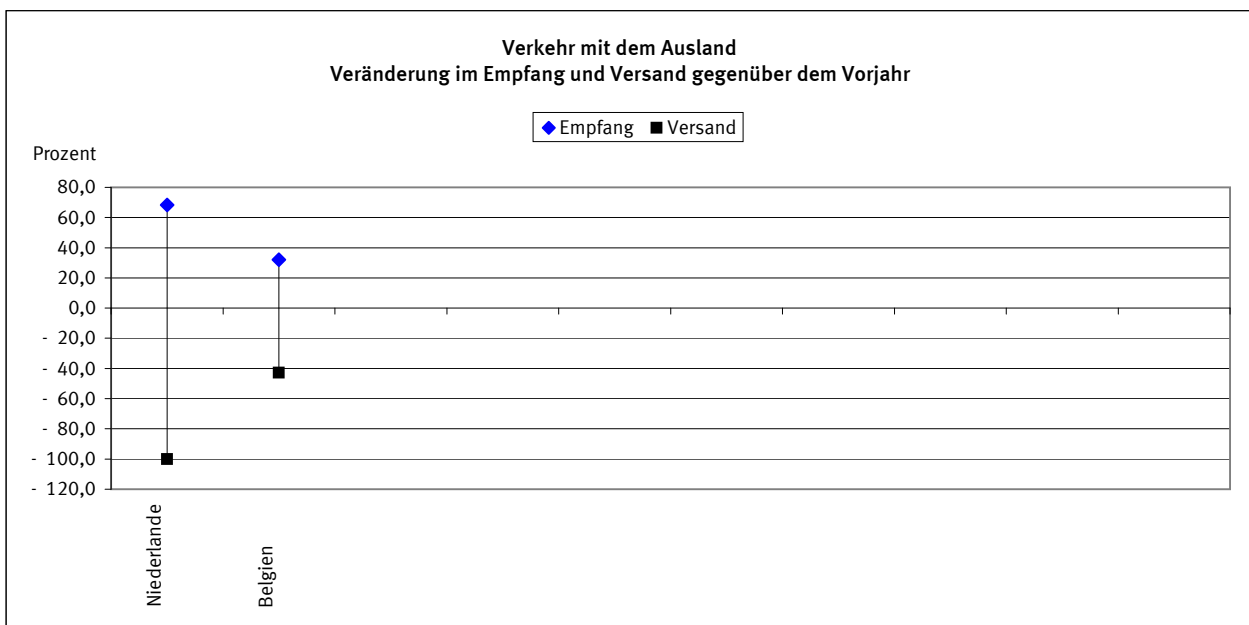 Verkehr mit dem Ausland
Veränderung im Empfang und Versand gegenüber dem Vorjahr
Empfang Versand
Prozent
80,0
60,0
40,0
20,0
0,0
- 20,0
- 40,0
- 60,0
- 80,0
- 100,0
- 120,0
Niederlande
Belgien